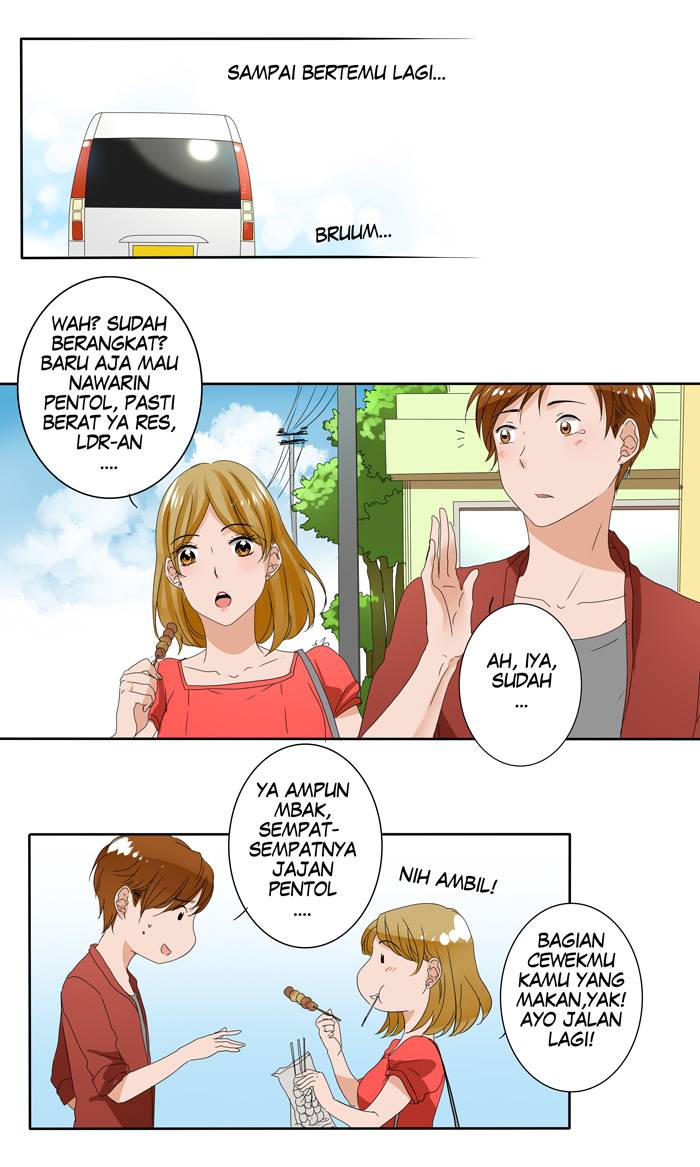 SAMPAI BERTEMU LAGI...
BRUUM...
WAH? SUDAH
BERANGKAT?
BARU AJA MAU
NAWARIN
PENTOL, PASTI
BERAT YA RES,
LDR-AN
....
AH, IYA,
SUDAH
...
YA AMPUN
MBAK,
SEMPAT-
SEMPATNYA
JAJAN
PENTOL
....
NIH AMBIL!
BAGIAN
CEWEKMU
KAMU YANG
MAKAN,YAK!
AYO JALAN
LAGI!